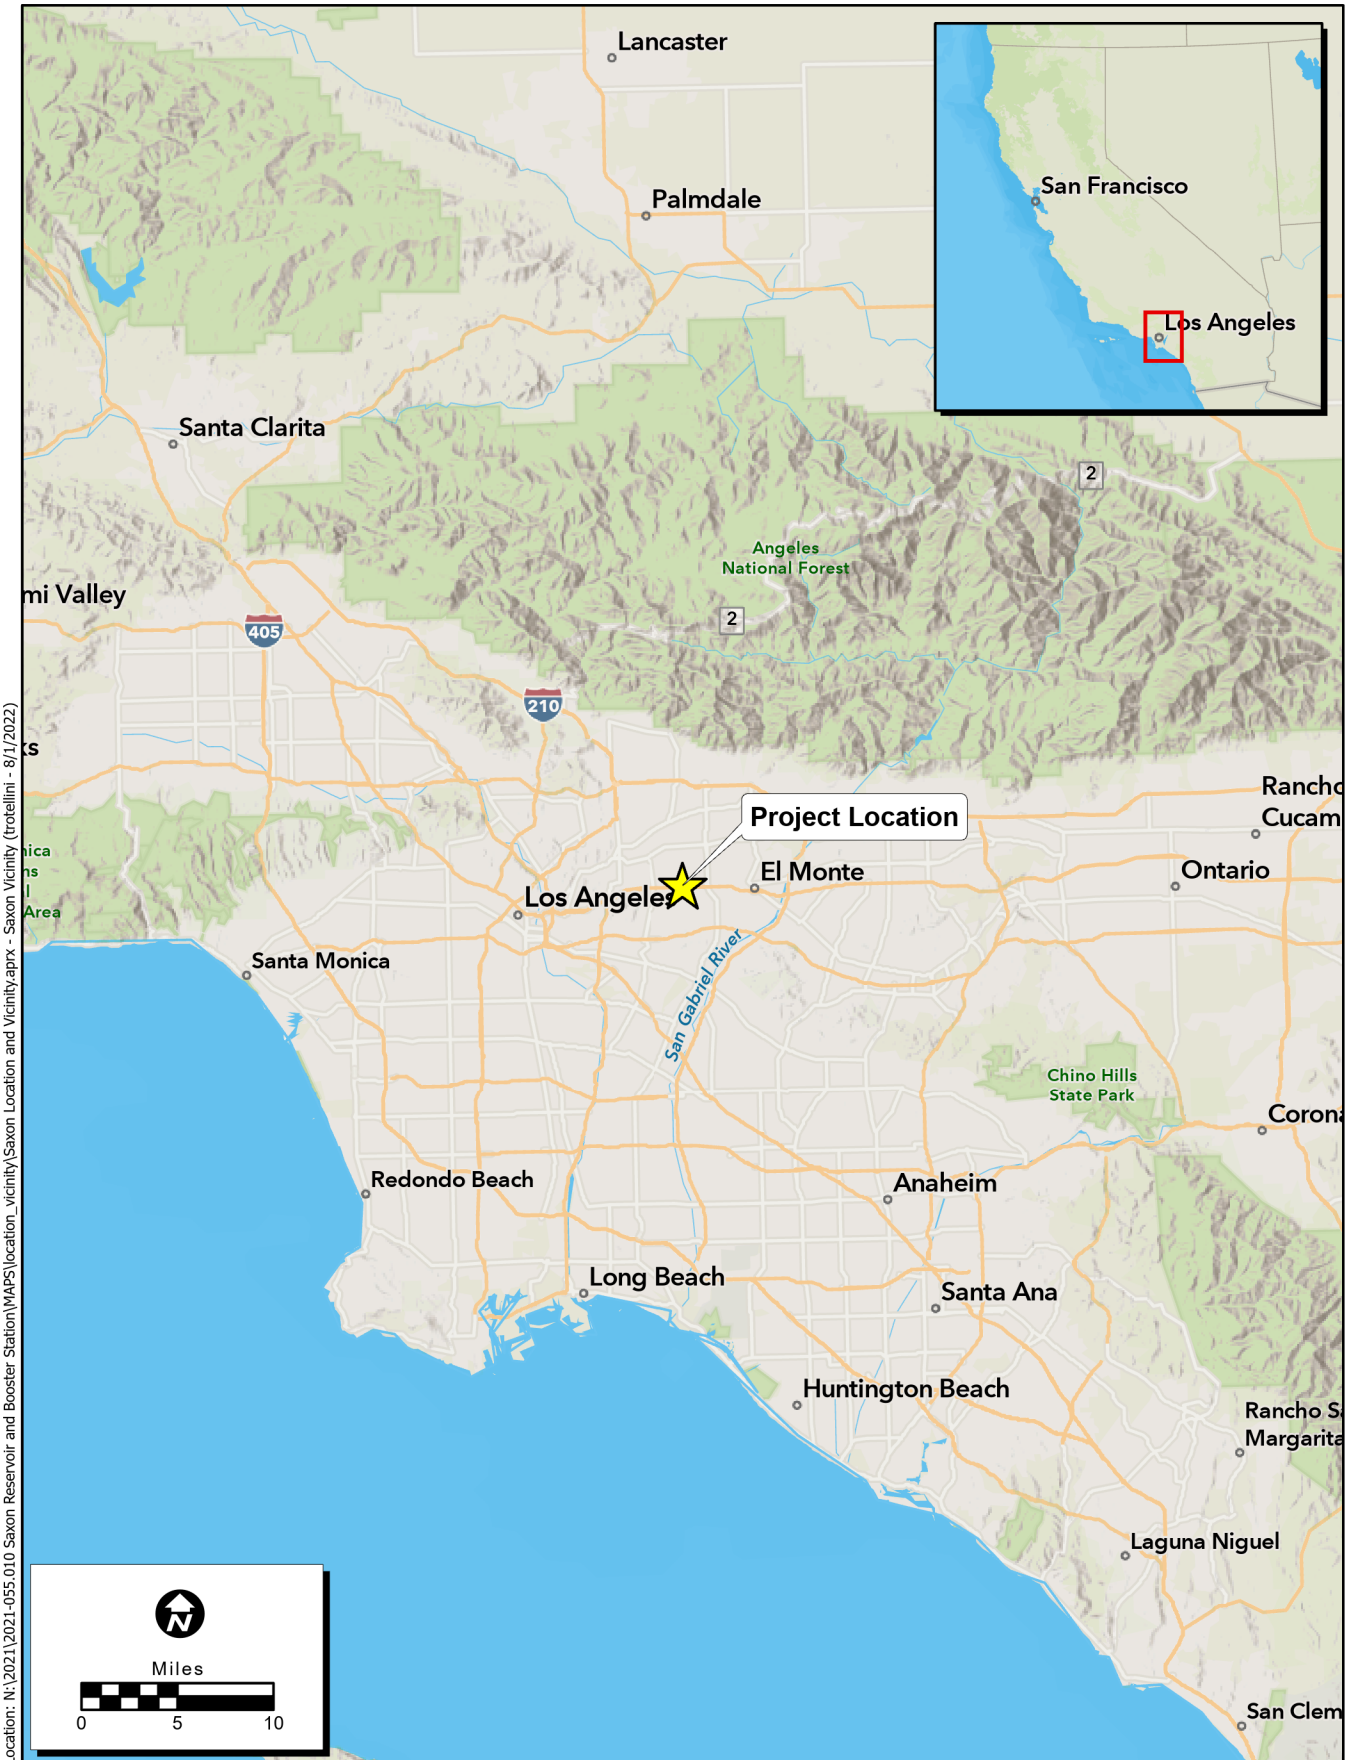 Lancaster
Palmdale
San Francisco
Los Angeles
Santa Clarita
2
Angeles
National Forest
mi Valley
2
405
210
ks
Project Location
Rancho
Cucam
nica
ns
l
Area
El Monte
Ontario
Los Angeles
Santa Monica
San Gabriel River
Chino Hills
State Park
Corona
Redondo Beach
Anaheim
Long Beach
Santa Ana
Huntington Beach
Rancho S
Margarita
Laguna Niguel
San Clem
N
Miles
0 5 10
ocation: N:\2021\2021-055.010 Saxon Reservoir and Booster Station\MAPS\location_vicinity\Saxon Location and Vicinity.aprx - Saxon Vicinity (trotellini - 8/1/2022)